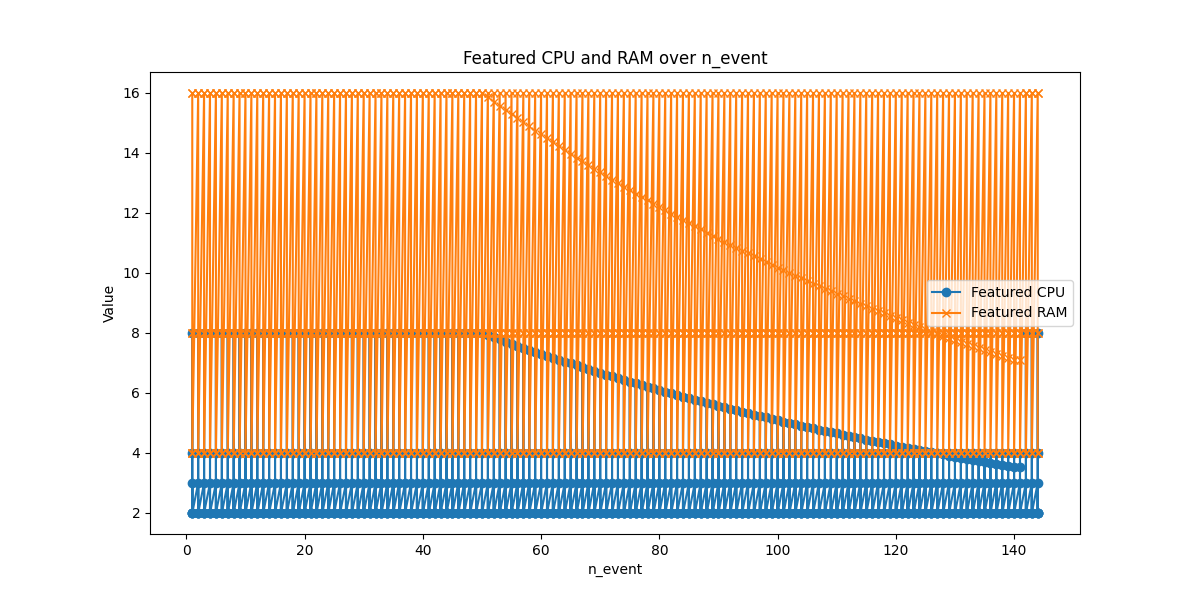 Featured CPU and RAM over n_event
Value
16
14
12
10
8
6
4
2
Featured CPU
Featured RAM
0 20 40 60 80 100 120 140
n_event